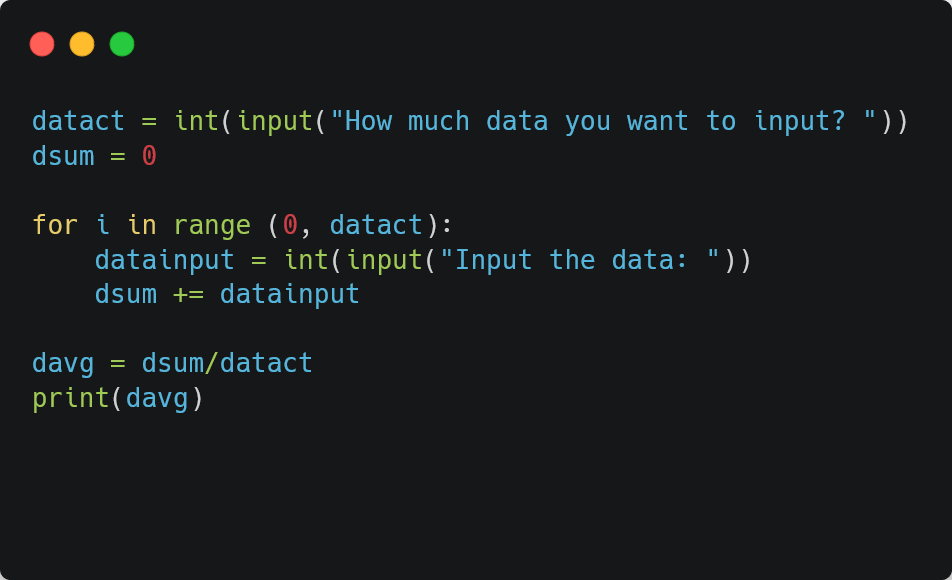 datact = int(input("How much data you want to input? "))
dsum = 0

for i in range (0, datact):
    datainput = int(input("Input the data: "))
    dsum += datainput

davg = dsum/datact
print(davg)